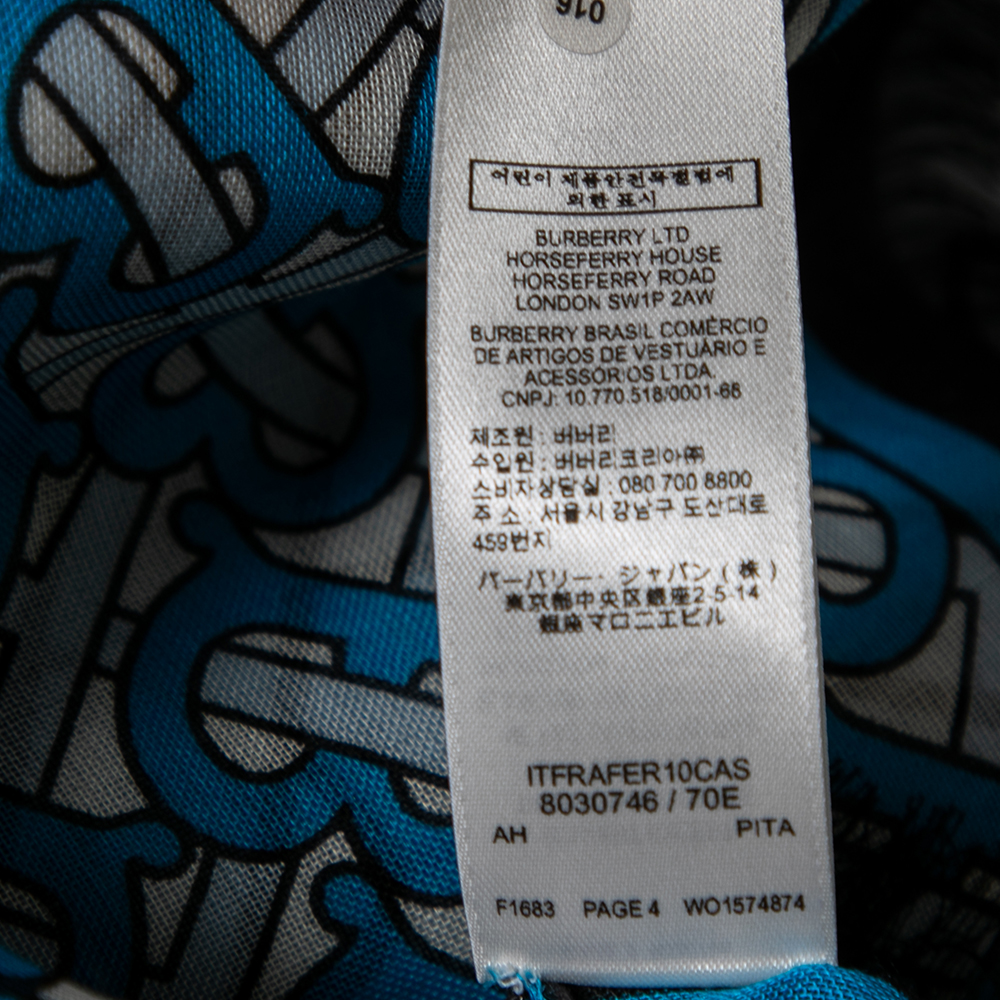 016
어린이 제품안전특별법에
의한 표시
BURBERRY LTD
HORSEFERRY HOUSE
HORSEFERRY ROAD
LONDON SW1P 2AW
BURBERRY BRASIL COMÉRCIO
DE ARTIGOS DE VESTUÁRIO E
ACESSÓRIOS LTDA.
CNPJ: 10.770.518/0001-66
제조원 : 버버리
수입원 : 버버리코리아㈜
소비자상담실 : 080 700 8800
주 소 : 서울시 강남구 도산대로
459번지
バーバリー・ジャパン (株)
東京都中央区銀座2-5-14
銀座マロニエビル
ITFRAFER10CAS
8030746 / 70E
AH PITA
F1683 PAGE 4 WO1574874